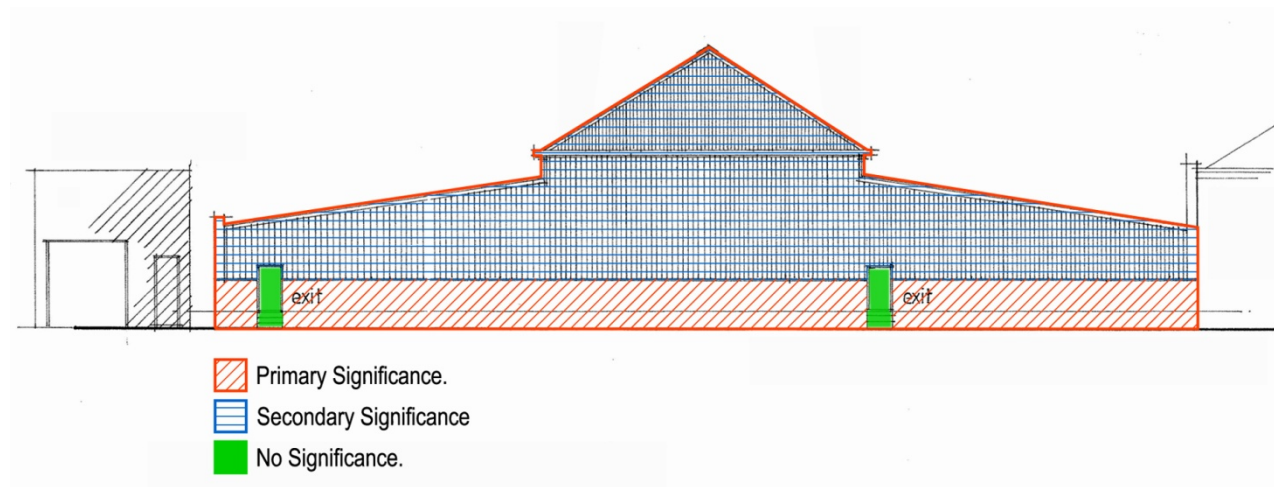 exit
exit
Primary Significance.
Secondary Significance
No Significance.